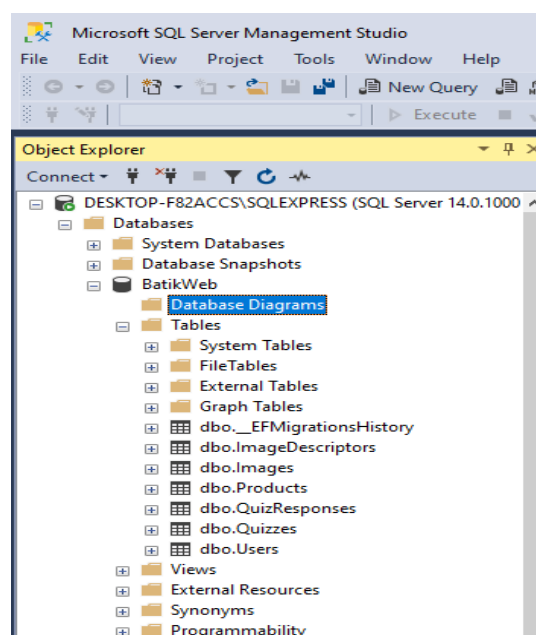 Microsoft SQL Server Management Studio
File Edit View Project Tools Window Help
New Query
Execute
Object Explorer
Connect
DESKTOP-F82ACCS\SQLEXPRESS (SQL Server 14.0.1000
Databases
System Databases
Database Snapshots
BatikWeb
Database Diagrams
Tables
System Tables
FileTables
External Tables
Graph Tables
dbo.__EFMigrationsHistory
dbo.ImageDescriptors
dbo.Images
dbo.Products
dbo.QuizResponses
dbo.Quizzes
dbo.Users
Views
External Resources
Synonyms
Programmability